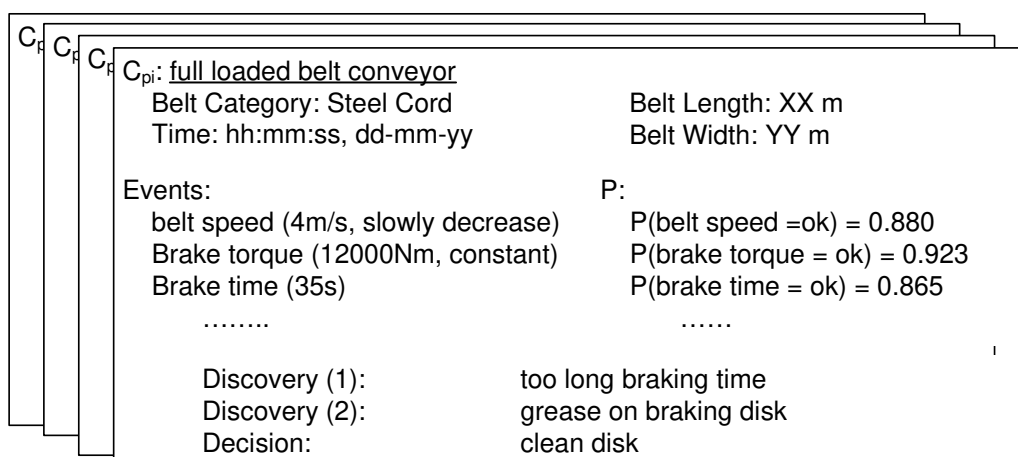 Cp
Cp
Cp
Cpi: full loaded belt conveyor
Belt Category: Steel Cord Belt Length: XX m
Time: hh:mm:ss, dd-mm-yy Belt Width: YY m
Events: P:
belt speed (4m/s, slowly decrease) P(belt speed =ok) = 0.880
Brake torque (12000Nm, constant) P(brake torque = ok) = 0.923
Brake time (35s) P(brake time = ok) = 0.865
…….. ……
Discovery (1): too long braking time
Discovery (2): grease on braking disk
Decision: clean disk